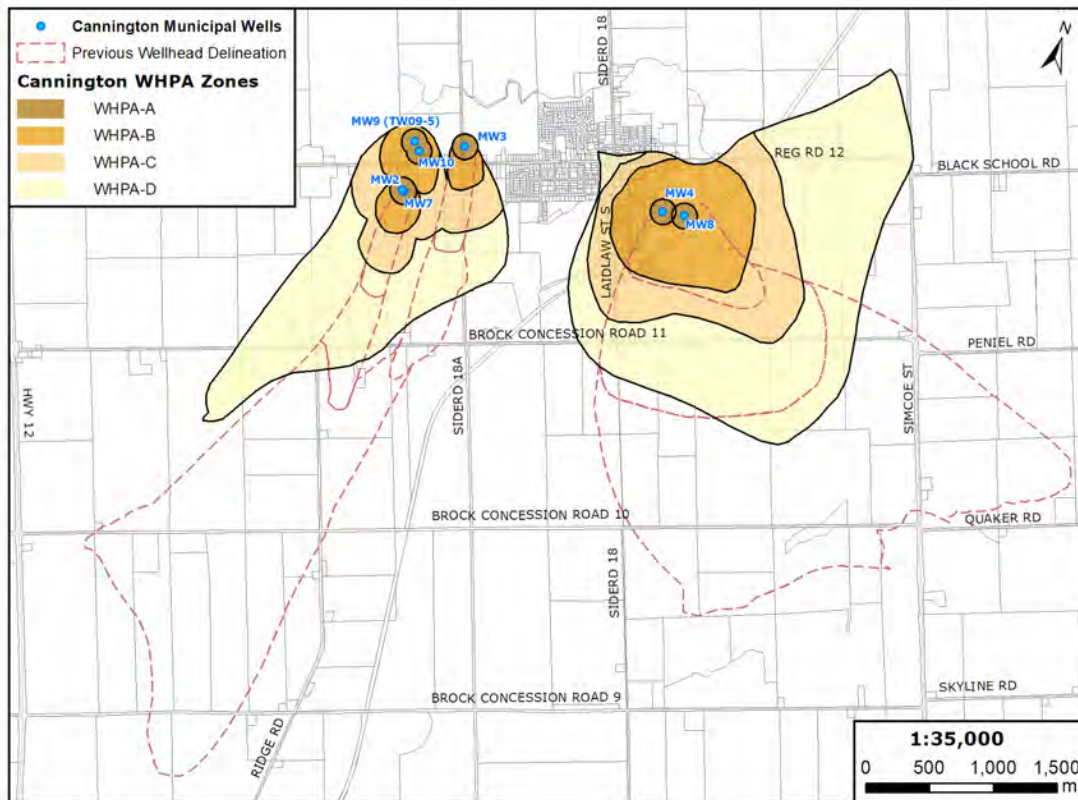 Cannington Municipal Wells
Previous Wellhead Delineation
Cannington WHPA Zones
WHPA-A
WHPA-B
WHPA-C
WHPA-D
SIDERD 18
N
MW9 (TW09-5)
MW3
MW10
MW2
MW7
REG RD 12
BLACK SCHOOL RD
MW4
MW8
LAIDLAW ST S
BROCK CONCESSION ROAD 11
PENIEL RD
HWY 12
SIDERD 18A
SIMCOE ST
BROCK CONCESSION ROAD 10
QUAKER RD
SIDERD 18
BROCK CONCESSION ROAD 9
SKYLINE RD
RIDGE RD
1:35,000
0 500 1,000 1,500
m